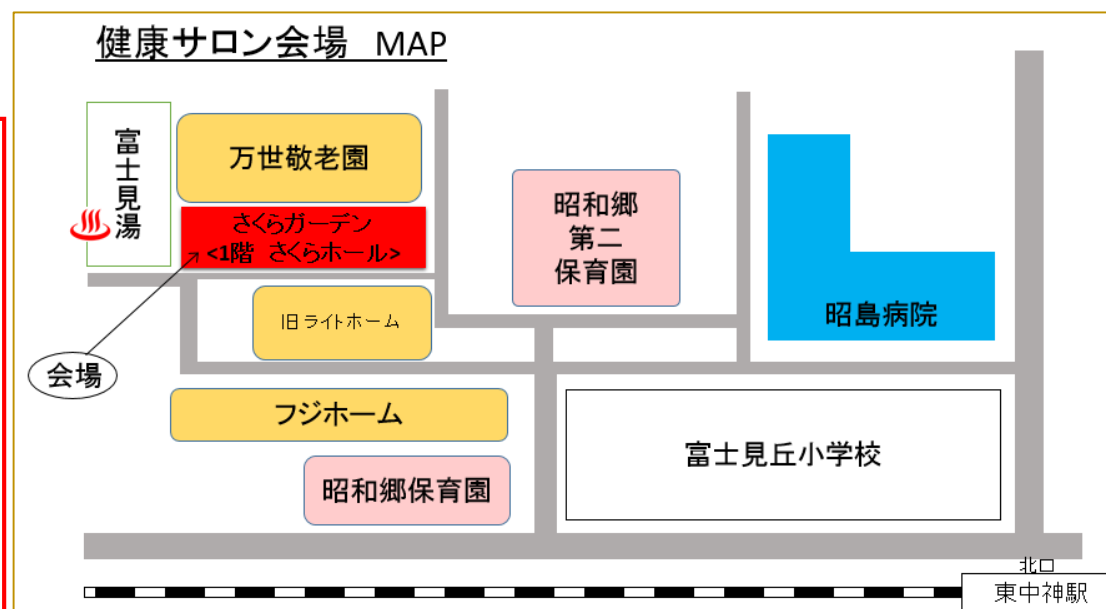 健康サロン会場 MAP
富士見湯
万世敬老園
さくらガーデン
<1階 さくらホール>
昭和郷
第二
保育園
昭島病院
旧ライトホーム
会場
フジホーム
富士見丘小学校
昭和郷保育園
北口
東中神駅